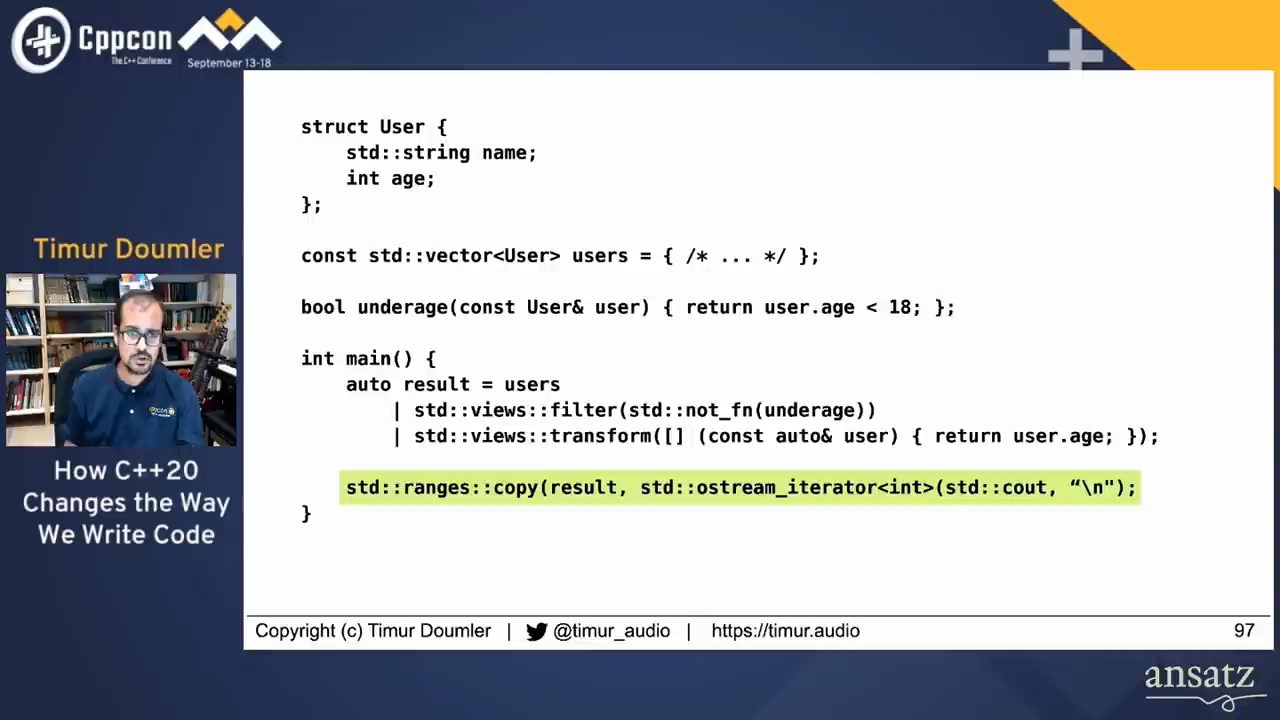 Cppcon
The C++ Conference
September 13-18
struct User {
    std::string name;
    int age;
};
const std::vector<User> users = { /* ... */ };
bool underage(const User& user) { return user.age < 18; };
int main() {
    auto result = users
        | std::views::filter(std::not_fn(underage))
        | std::views::transform([] (const auto& user) { return user.age; });
    std::ranges::copy(result, std::ostream_iterator<int>(std::cout, “\n");
}
Timur Doumler
How C++20
Changes the Way
We Write Code
Copyright (c) Timur Doumler | @timur_audio | https://timur.audio 97
ansatz